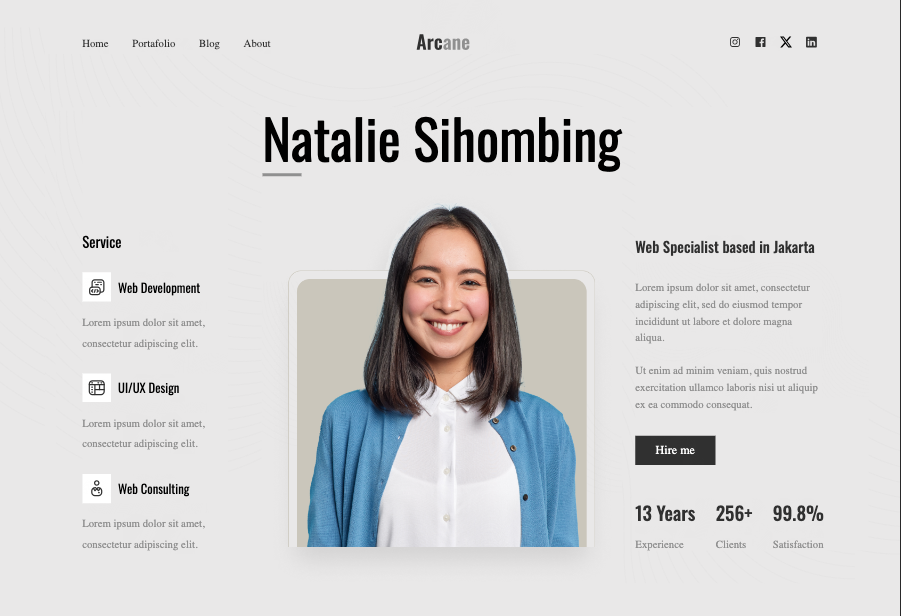 Home Portafolio Blog About
Arcane
Natalie Sihombing
Service
Web Development
Lorem ipsum dolor sit amet,
consectetur adipiscing elit.
UI/UX Design
Lorem ipsum dolor sit amet,
consectetur adipiscing elit.
Web Consulting
Lorem ipsum dolor sit amet,
consectetur adipiscing elit.
Web Specialist based in Jakarta
Lorem ipsum dolor sit amet, consectetur
adipiscing elit, sed do eiusmod tempor
incididunt ut labore et dolore magna
aliqua.
Ut enim ad minim veniam, quis nostrud
exercitation ullamco laboris nisi ut aliquip
ex ea commodo consequat.
Hire me
13 Years 256+ 99.8%
Experience Clients Satisfaction